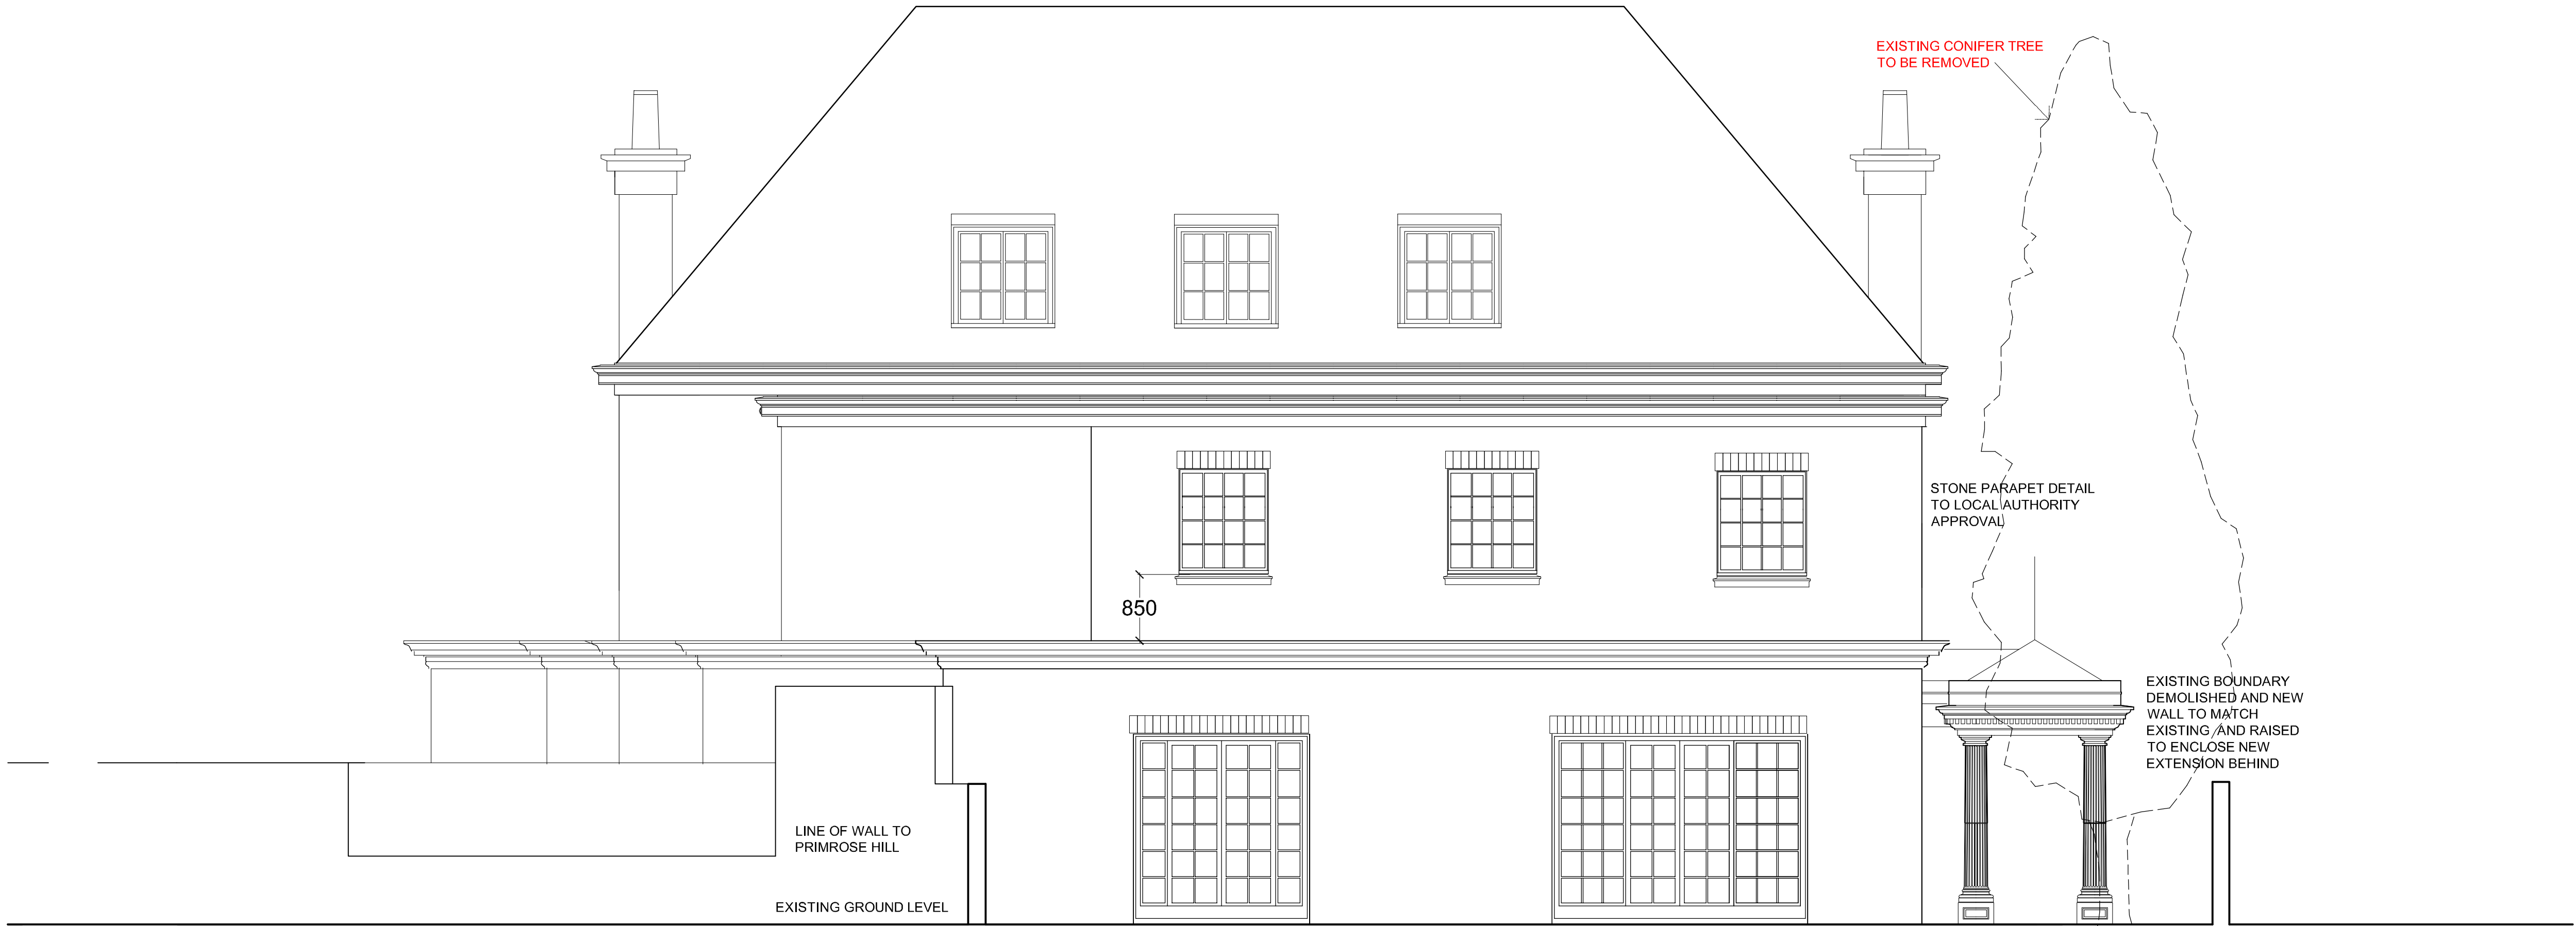 EXISTING CONIFER TREE
TO BE REMOVED
STONE PARAPET DETAIL
TO LOCAL AUTHORITY
APPROVAL
850
EXISTING BOUNDARY
DEMOLISHED AND NEW
WALL TO MATCH
EXISTING AND RAISED
TO ENCLOSE NEW
EXTENSION BEHIND
LINE OF WALL TO
PRIMROSE HILL
EXISTING GROUND LEVEL